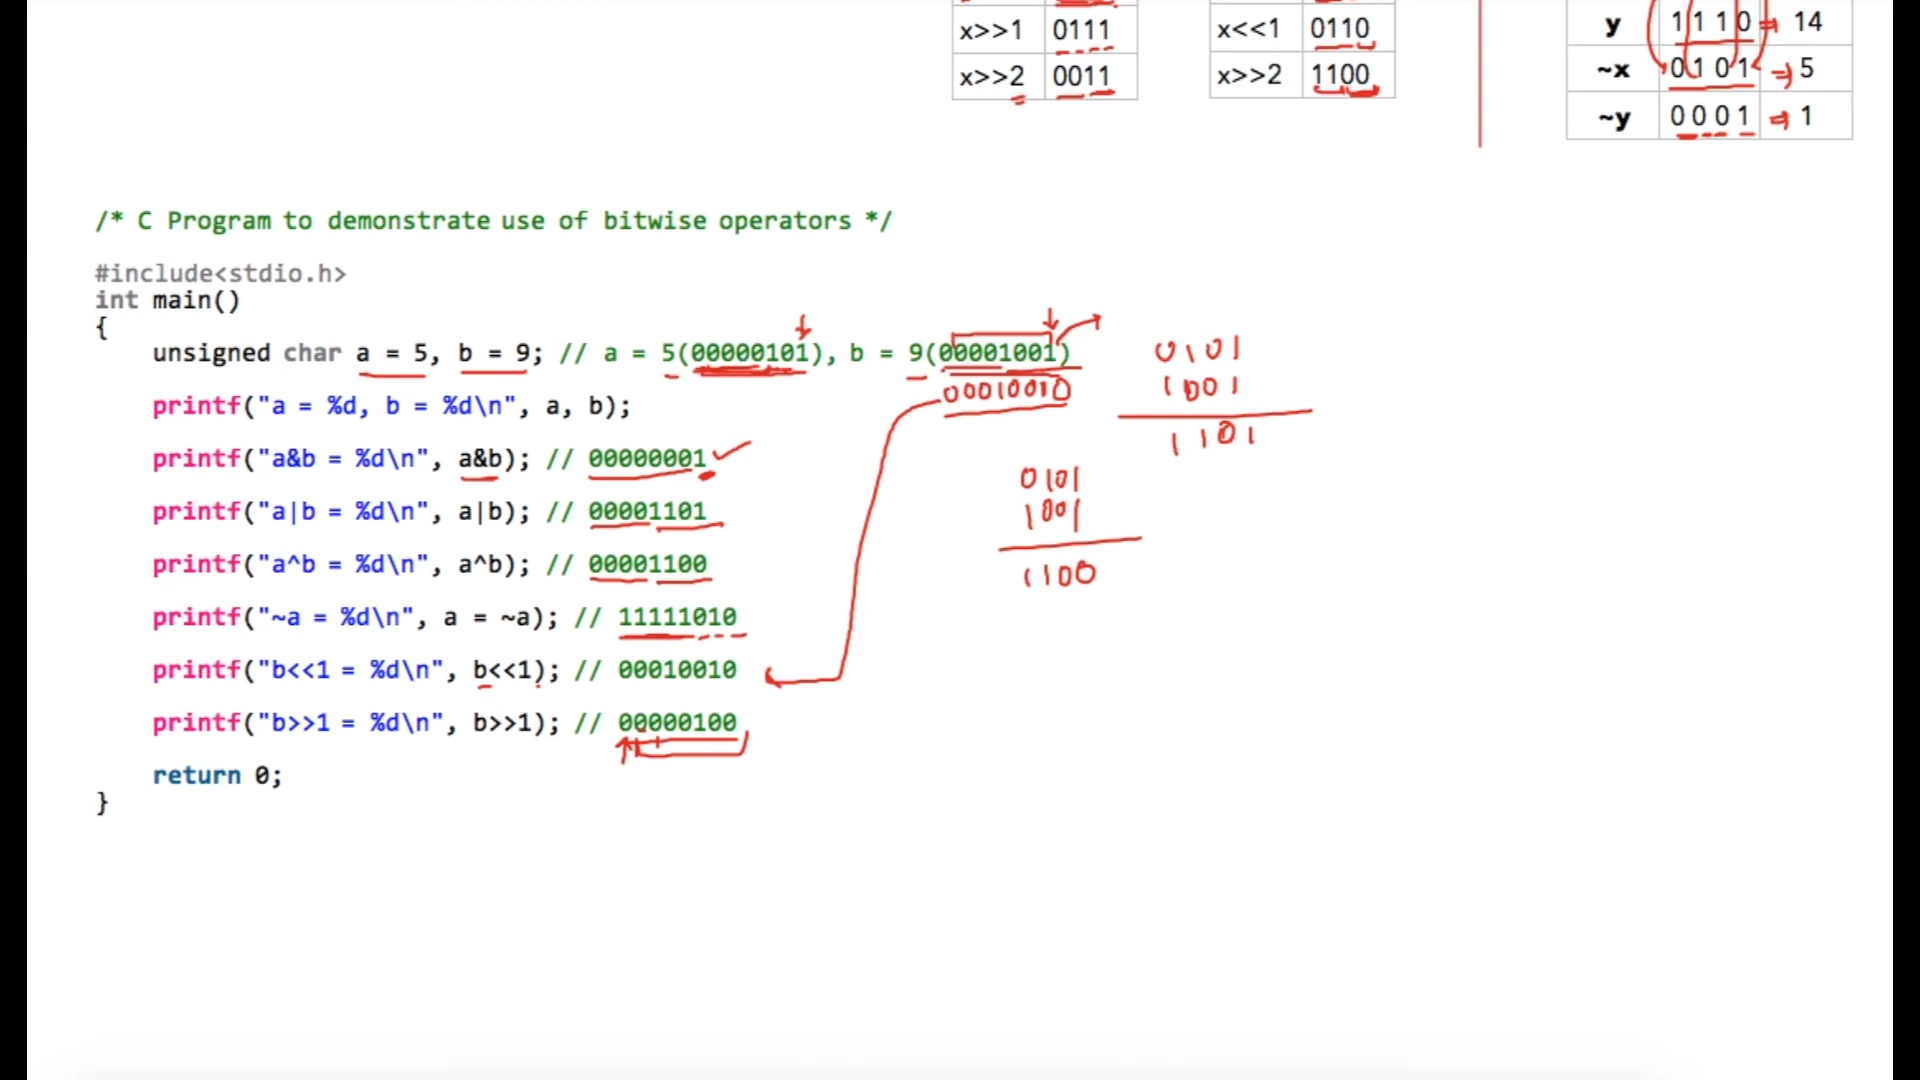 x>>1 0111 x<<1 0110 y 1 1 1 0 ⇒ 14
x>>2 0011 x>>2 1100 ~x 0 1 0 1 ⇒ 5
~y 0 0 0 1 ⇒ 1
/* C Program to demonstrate use of bitwise operators */
#include<stdio.h>
int main()
{
unsigned char a = 5, b = 9; // a = 5(00000101), b = 9(00001001)
00010010
printf("a = %d, b = %d\n", a, b);
printf("a&b = %d\n", a&b); // 00000001
printf("a|b = %d\n", a|b); // 00001101
printf("a^b = %d\n", a^b); // 00001100
printf("~a = %d\n", a = ~a); // 11111010
printf("b<<1 = %d\n", b<<1); // 00010010
printf("b>>1 = %d\n", b>>1); // 00000100
return 0;
}
0101
1001
1101
0101
1001
1100